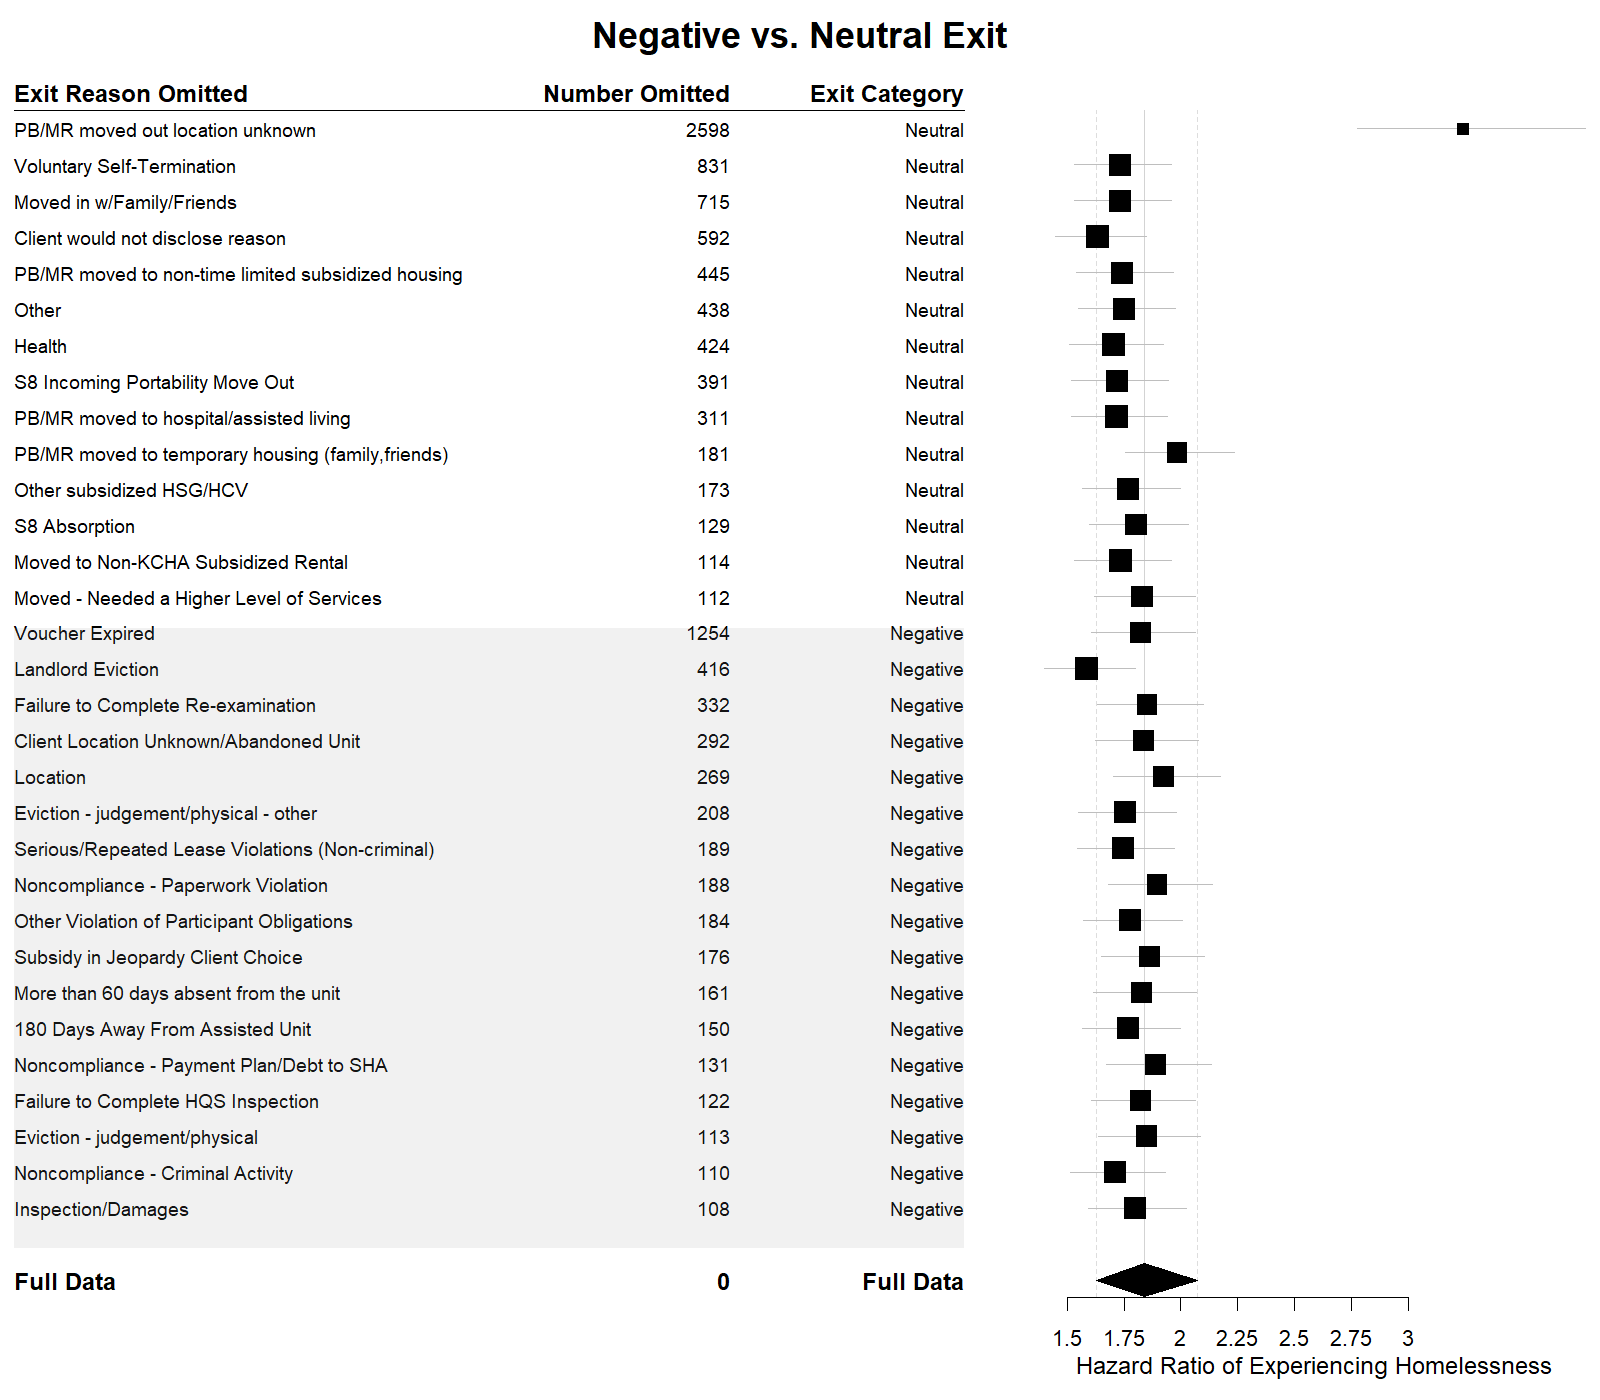 Negative vs. Neutral Exit
Exit Reason Omitted Number Omitted Exit Category
PB/MR moved out location unknown 2598 Neutral
Voluntary Self-Termination 831 Neutral
Moved in w/Family/Friends 715 Neutral
Client would not disclose reason 592 Neutral
PB/MR moved to non-time limited subsidized housing 445 Neutral
Other 438 Neutral
Health 424 Neutral
S8 Incoming Portability Move Out 391 Neutral
PB/MR moved to hospital/assisted living 311 Neutral
PB/MR moved to temporary housing (family,friends) 181 Neutral
Other subsidized HSG/HCV 173 Neutral
S8 Absorption 129 Neutral
Moved to Non-KCHA Subsidized Rental 114 Neutral
Moved - Needed a Higher Level of Services 112 Neutral
Voucher Expired 1254 Negative
Landlord Eviction 416 Negative
Failure to Complete Re-examination 332 Negative
Client Location Unknown/Abandoned Unit 292 Negative
Location 269 Negative
Eviction - judgement/physical - other 208 Negative
Serious/Repeated Lease Violations (Non-criminal) 189 Negative
Noncompliance - Paperwork Violation 188 Negative
Other Violation of Participant Obligations 184 Negative
Subsidy in Jeopardy Client Choice 176 Negative
More than 60 days absent from the unit 161 Negative
180 Days Away From Assisted Unit 150 Negative
Noncompliance - Payment Plan/Debt to SHA 131 Negative
Failure to Complete HQS Inspection 122 Negative
Eviction - judgement/physical 113 Negative
Noncompliance - Criminal Activity 110 Negative
Inspection/Damages 108 Negative
Full Data 0 Full Data
1.5 1.75 2 2.25 2.5 2.75 3
Hazard Ratio of Experiencing Homelessness